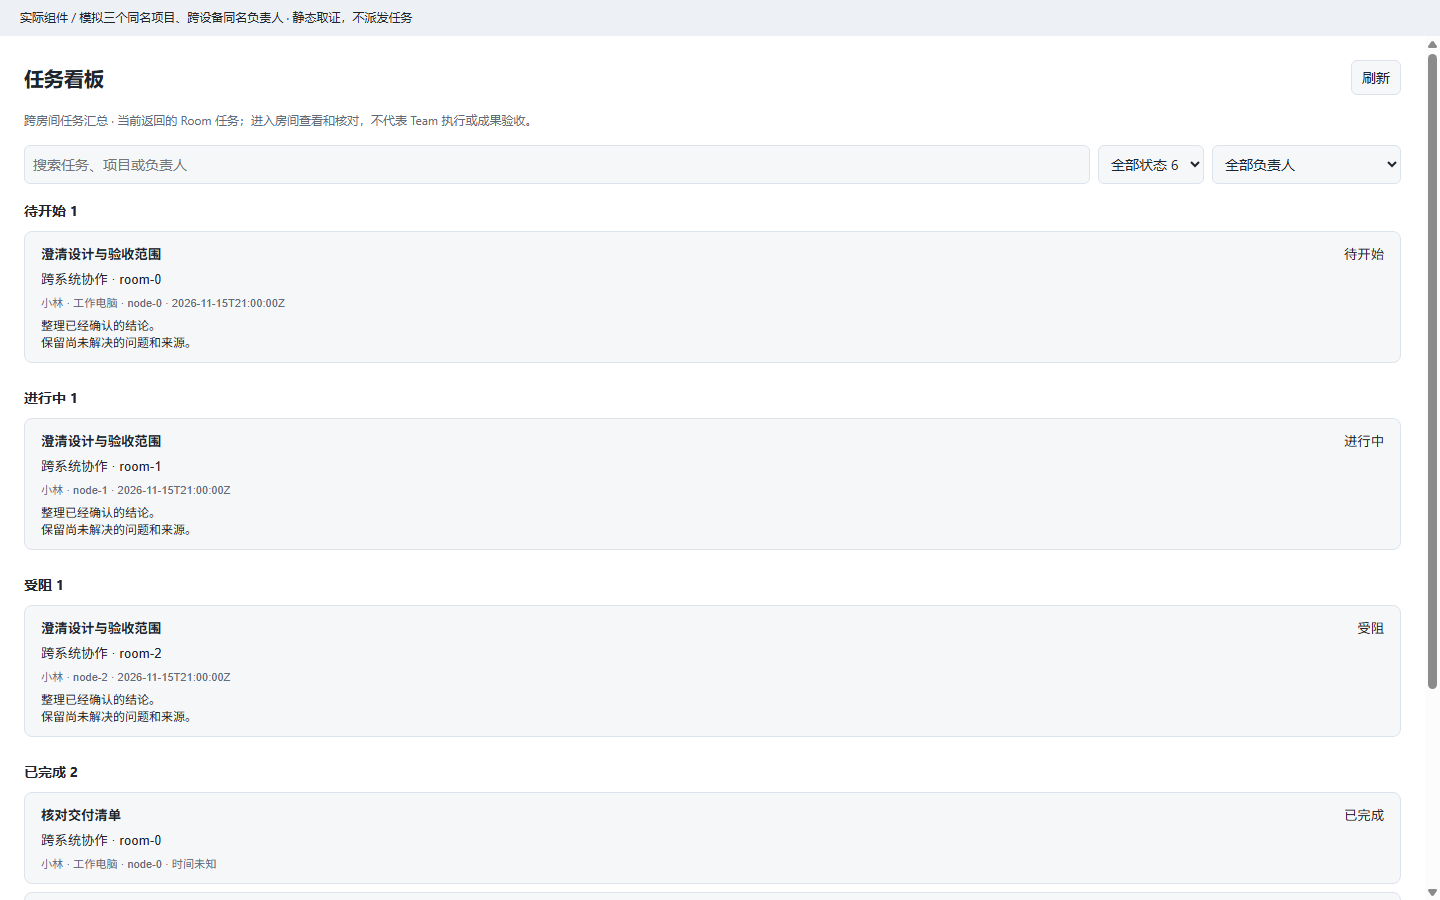 实际组件 / 模拟三个同名项目、跨设备同名负责人 · 静态取证，不派发任务
任务看板
刷新
跨房间任务汇总 · 当前返回的 Room 任务；进入房间查看和核对，不代表 Team 执行或成果验收。
搜索任务、项目或负责人
全部状态 6
全部负责人
待开始 1
澄清设计与验收范围
待开始
跨系统协作 · room-0
小林 · 工作电脑 · node-0 · 2026-11-15T21:00:00Z
整理已经确认的结论。
保留尚未解决的问题和来源。
进行中 1
澄清设计与验收范围
进行中
跨系统协作 · room-1
小林 · node-1 · 2026-11-15T21:00:00Z
整理已经确认的结论。
保留尚未解决的问题和来源。
受阻 1
澄清设计与验收范围
受阻
跨系统协作 · room-2
小林 · node-2 · 2026-11-15T21:00:00Z
整理已经确认的结论。
保留尚未解决的问题和来源。
已完成 2
核对交付清单
已完成
跨系统协作 · room-0
小林 · 工作电脑 · node-0 · 时间未知